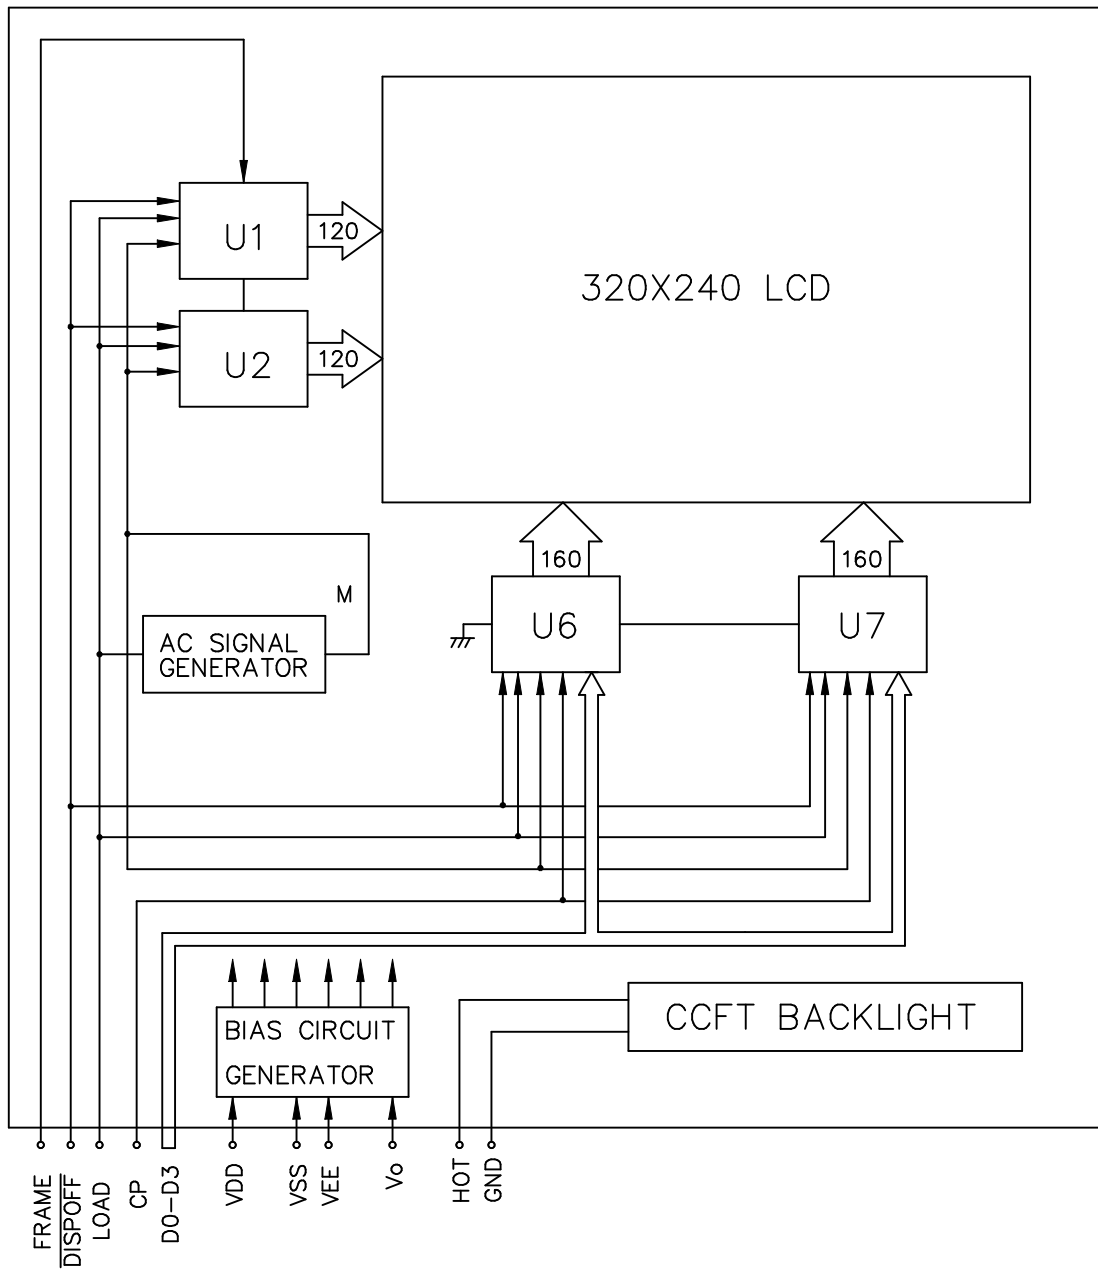 U1
120
320X240 LCD
U2
120
160
160
M
U6
U7
AC SIGNAL
GENERATOR
CCFT BACKLIGHT
BIAS CIRCUIT
GENERATOR
FRAME
DISPOFF
LOAD
CP
D0-D3
VDD
VSS
VEE
Vo
HOT
GND